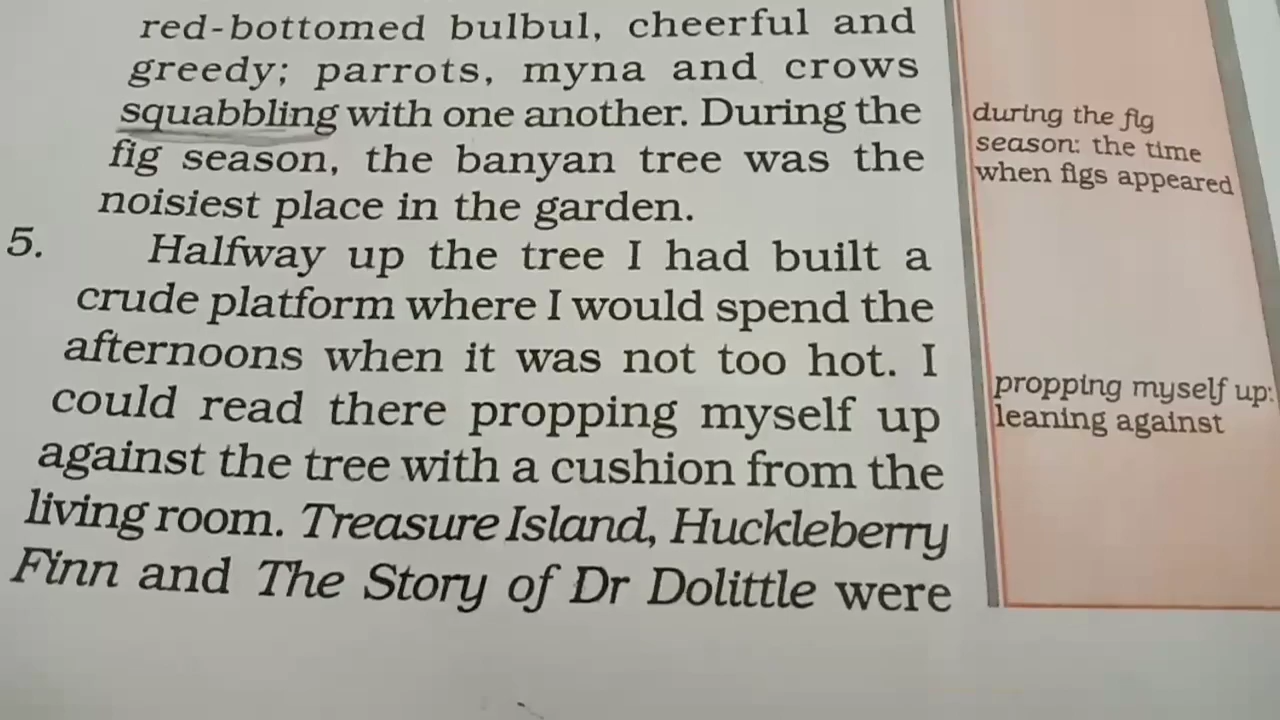 red-bottomed bulbul, cheerful and
greedy; parrots, myna and crows
squabbling with one another. During the
fig season, the banyan tree was the
noisiest place in the garden.
5. Halfway up the tree I had built a
crude platform where I would spend the
afternoons when it was not too hot. I
could read there propping myself up
against the tree with a cushion from the
living room. Treasure Island, Huckleberry
Finn and The Story of Dr Dolittle were
during the fig
season: the time
when figs appeared
propping myself up:
leaning against